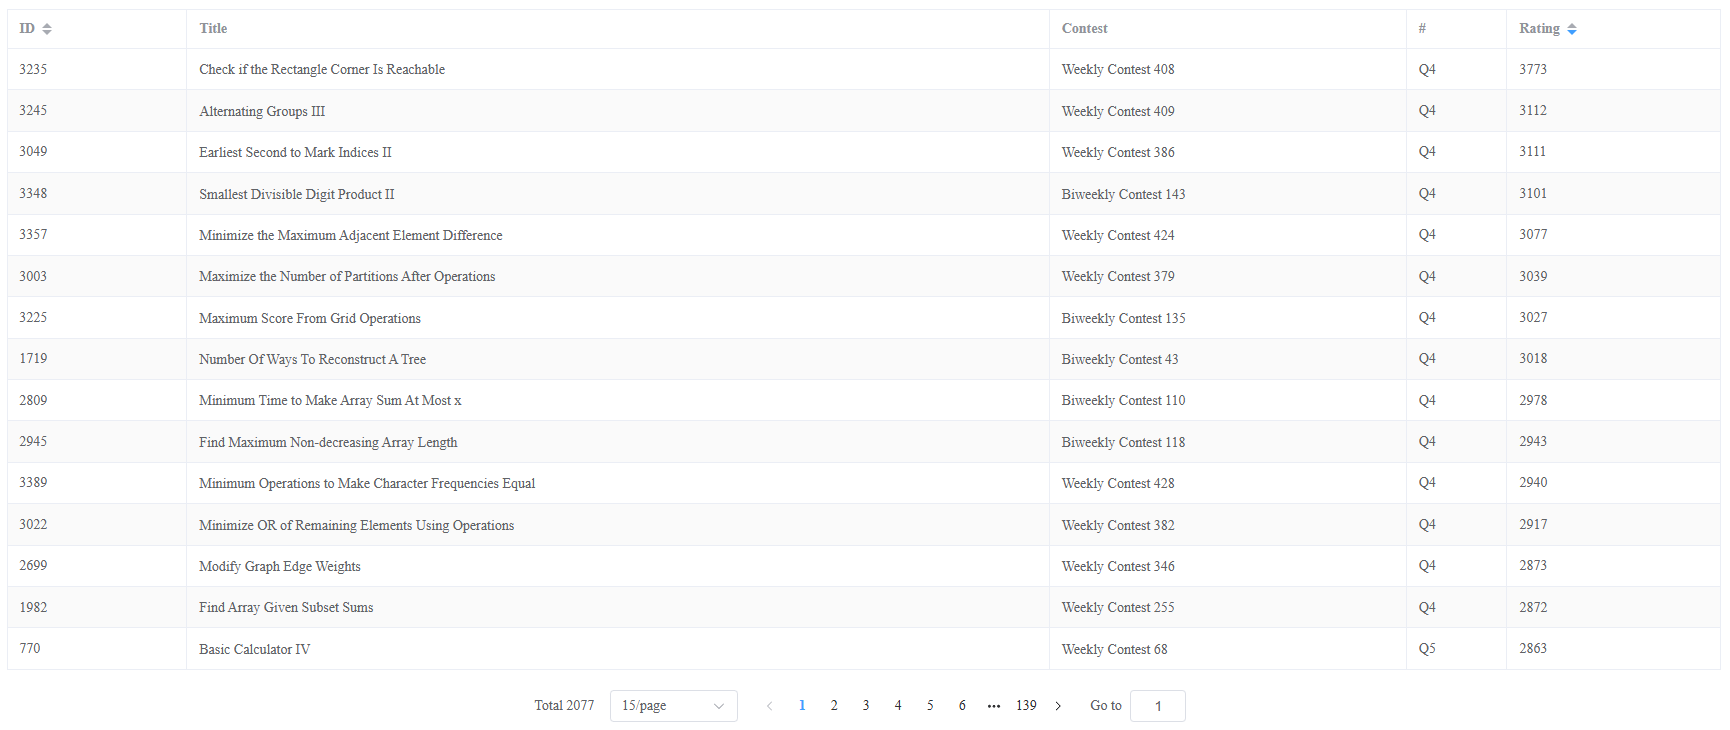 ID Title Contest # Rating
3235 Check if the Rectangle Corner Is Reachable Weekly Contest 408 Q4 3773
3245 Alternating Groups III Weekly Contest 409 Q4 3112
3049 Earliest Second to Mark Indices II Weekly Contest 386 Q4 3111
3348 Smallest Divisible Digit Product II Biweekly Contest 143 Q4 3101
3357 Minimize the Maximum Adjacent Element Difference Weekly Contest 424 Q4 3077
3003 Maximize the Number of Partitions After Operations Weekly Contest 379 Q4 3039
3225 Maximum Score From Grid Operations Biweekly Contest 135 Q4 3027
1719 Number Of Ways To Reconstruct A Tree Biweekly Contest 43 Q4 3018
2809 Minimum Time to Make Array Sum At Most x Biweekly Contest 110 Q4 2978
2945 Find Maximum Non-decreasing Array Length Biweekly Contest 118 Q4 2943
3389 Minimum Operations to Make Character Frequencies Equal Weekly Contest 428 Q4 2940
3022 Minimize OR of Remaining Elements Using Operations Weekly Contest 382 Q4 2917
2699 Modify Graph Edge Weights Weekly Contest 346 Q4 2873
1982 Find Array Given Subset Sums Weekly Contest 255 Q4 2872
770 Basic Calculator IV Weekly Contest 68 Q5 2863
Total 2077 15/page 1 2 3 4 5 6 ••• 139 Go to 1